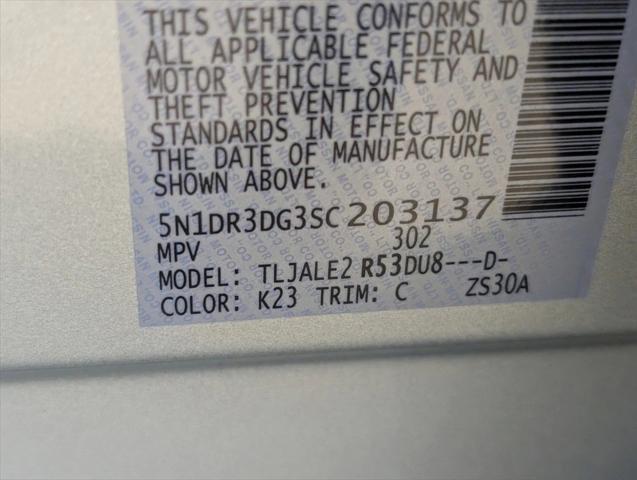 THIS VEHICLE CONFORMS TO
ALL APPLICABLE FEDERAL
MOTOR VEHICLE SAFETY AND
THEFT PREVENTION
STANDARDS IN EFFECT ON
THE DATE OF MANUFACTURE
SHOWN ABOVE.
5N1DR3DG3SC203137
MPV 302
MODEL: TLJALE2 R53DU8---D-
COLOR: K23 TRIM: C ZS30A